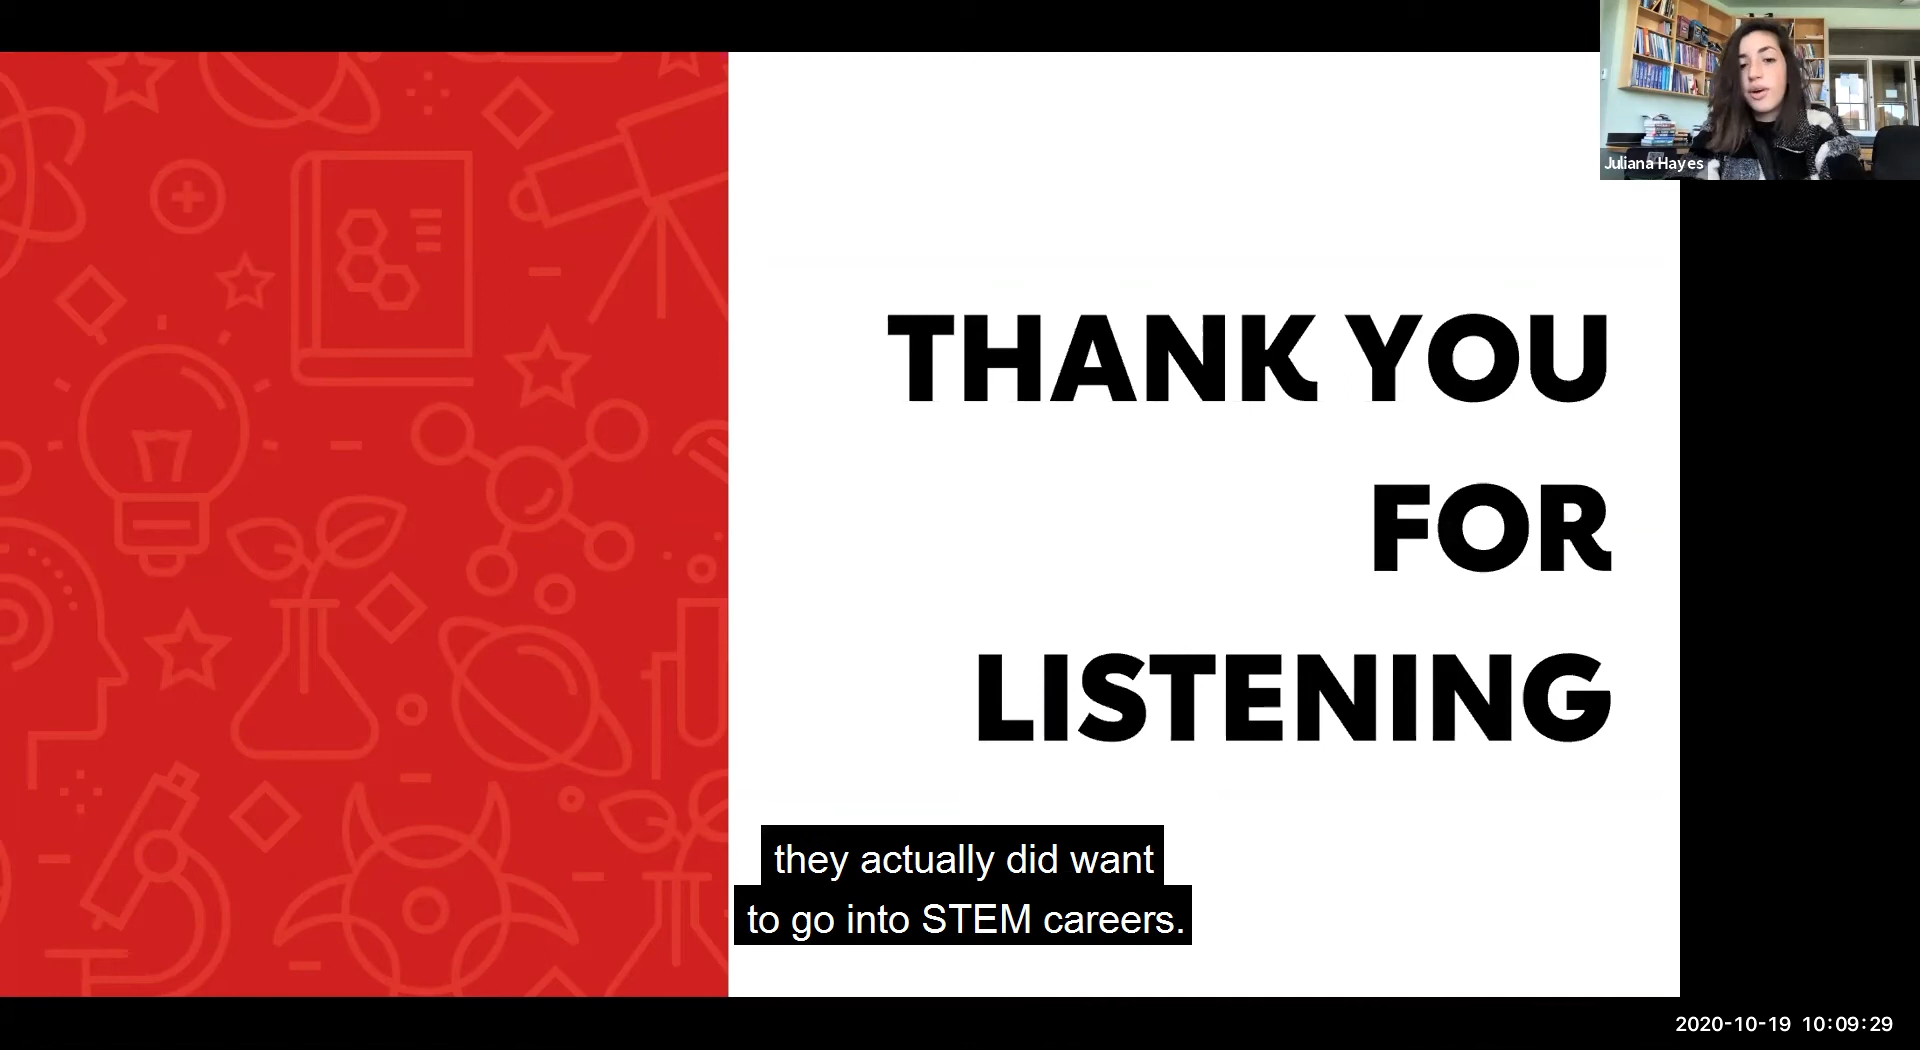 Juliana Hayes
THANK YOU
FOR
LISTENING
they actually did want
to go into STEM careers.
2020-10-19 10:09:29